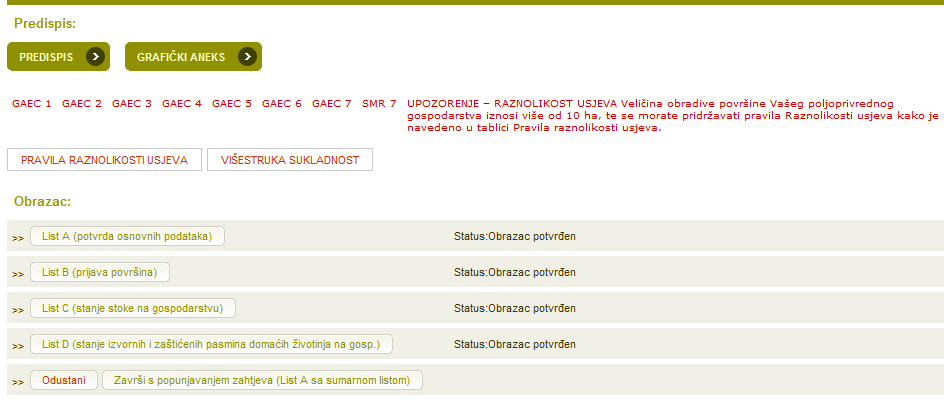 Predispis:
PREDISPIS GRAFIČKI ANEKS
GAEC 1 GAEC 2 GAEC 3 GAEC 4 GAEC 5 GAEC 6 GAEC 7 SMR 7 UPOZORENJE – RAZNOLIKOST USJEVA Veličina obradive površine Vašeg poljoprivrednog
gospodarstva iznosi više od 10 ha, te se morate pridržavati pravila Raznolikosti usjeva kako je
navedeno u tablici Pravila raznolikosti usjeva.
PRAVILA RAZNOLIKOSTI USJEVA VIŠESTRUKA SUKLADNOST
Obrazac:
>> List A (potvrda osnovnih podataka) Status:Obrazac potvrđen
>> List B (prijava površina) Status:Obrazac potvrđen
>> List C (stanje stoke na gospodarstvu) Status:Obrazac potvrđen
>> List D (stanje izvornih i zaštićenih pasmina domaćih životinja na gosp.) Status:Obrazac potvrđen
>> Odustani Završi s popunjavanjem zahtjeva (List A sa sumarnom listom)